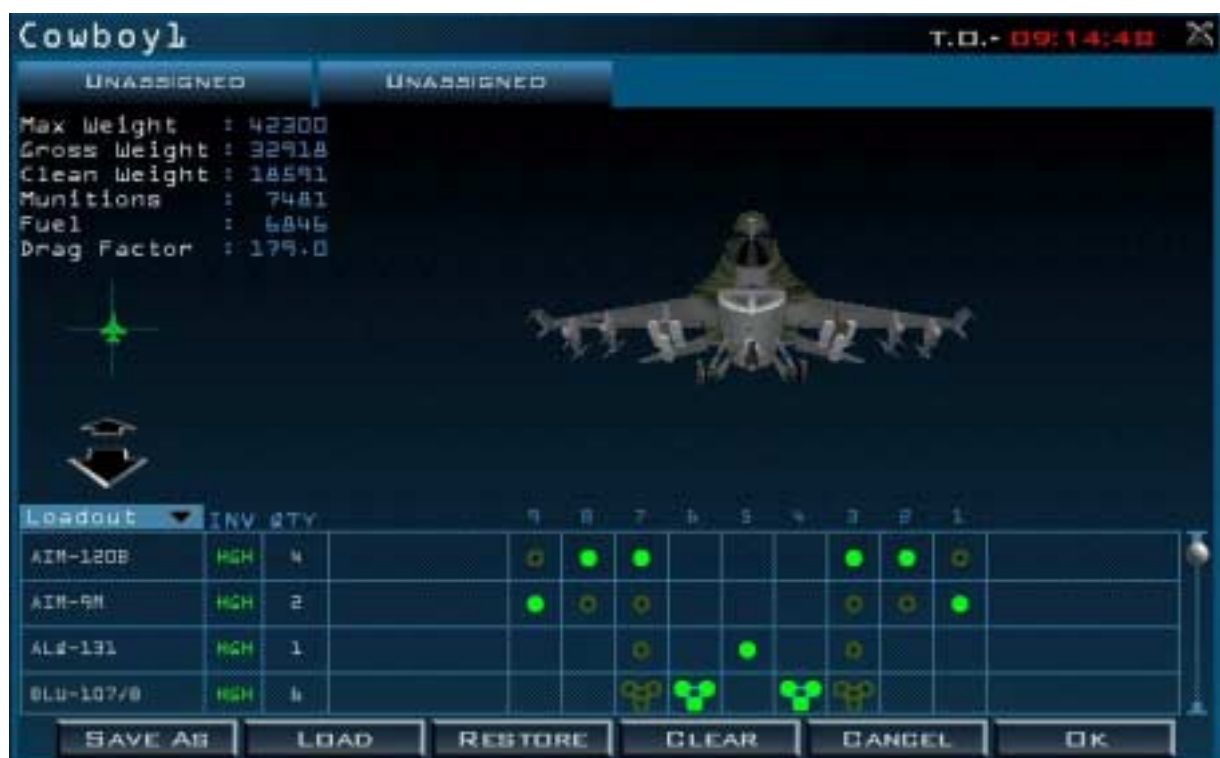 Cowboy1 T.O.- 09:14:48
UNASSIGNED UNASSIGNED
Max Weight : 42300
Gross Weight : 32918
Clean Weight : 18591
Munitions : 7481
Fuel : 6846
Drag Factor : 179.0
Loadout INV QTY 9 8 7 6 5 4 3 2 1
AIM-120B HGH 4
AIM-9M HGH 2
ALQ-131 HGH 1
BLU-107/B HGH 6
SAVE AS LOAD RESTORE CLEAR CANCEL OK